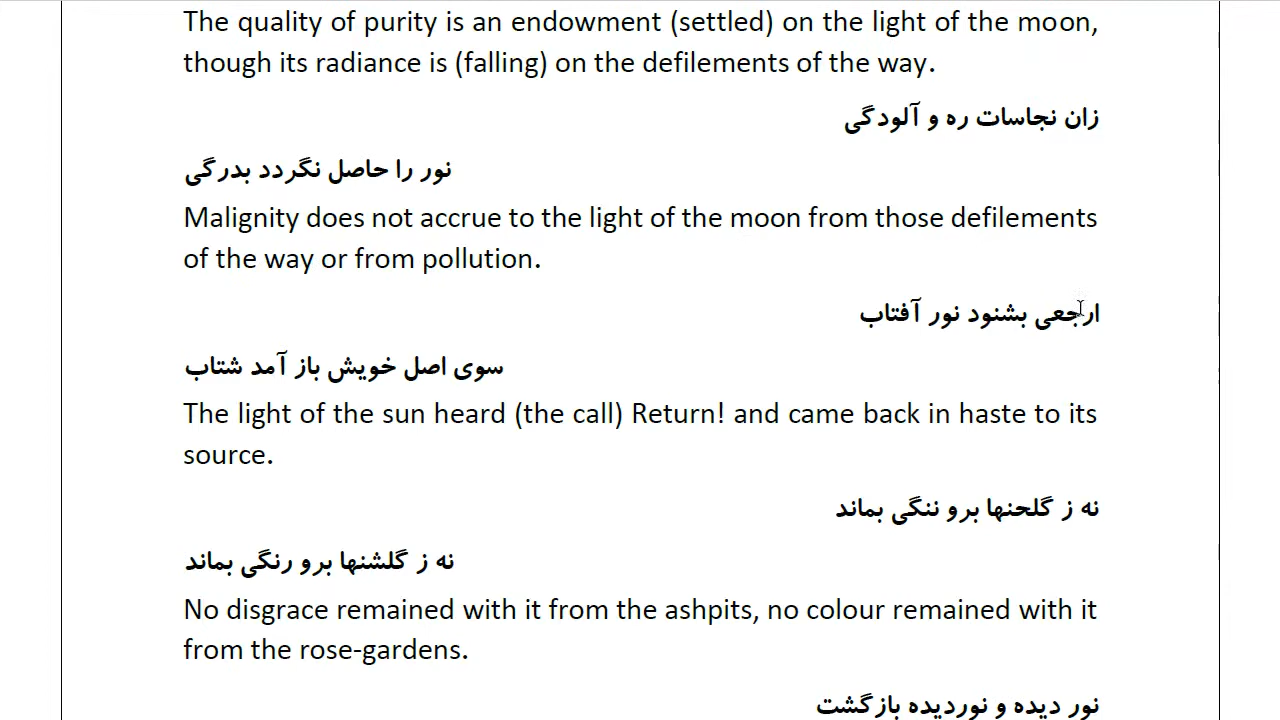 The quality of purity is an endowment (settled) on the light of the moon,
though its radiance is (falling) on the defilements of the way.
زان نجاسات ره و آلودگی
نور را حاصل نگردد بدرگی
Malignity does not accrue to the light of the moon from those defilements
of the way or from pollution.
ارجعی بشنود نور آفتاب
سوی اصل خویش باز آمد شتاب
The light of the sun heard (the call) Return! and came back in haste to its
source.
نه ز گلحنها برو ننگی بماند
نه ز گلشنها برو رنگی بماند
No disgrace remained with it from the ashpits, no colour remained with it
from the rose-gardens.
نور دیده و نوردیده بازگشت